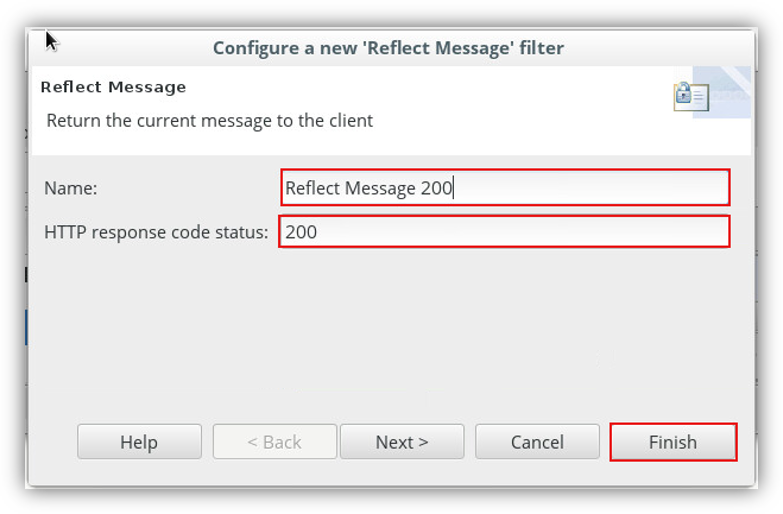 Configure a new 'Reflect Message' filter
Reflect Message
Return the current message to the client
Name: Reflect Message 200
HTTP response code status: 200
Help < Back Next > Cancel Finish